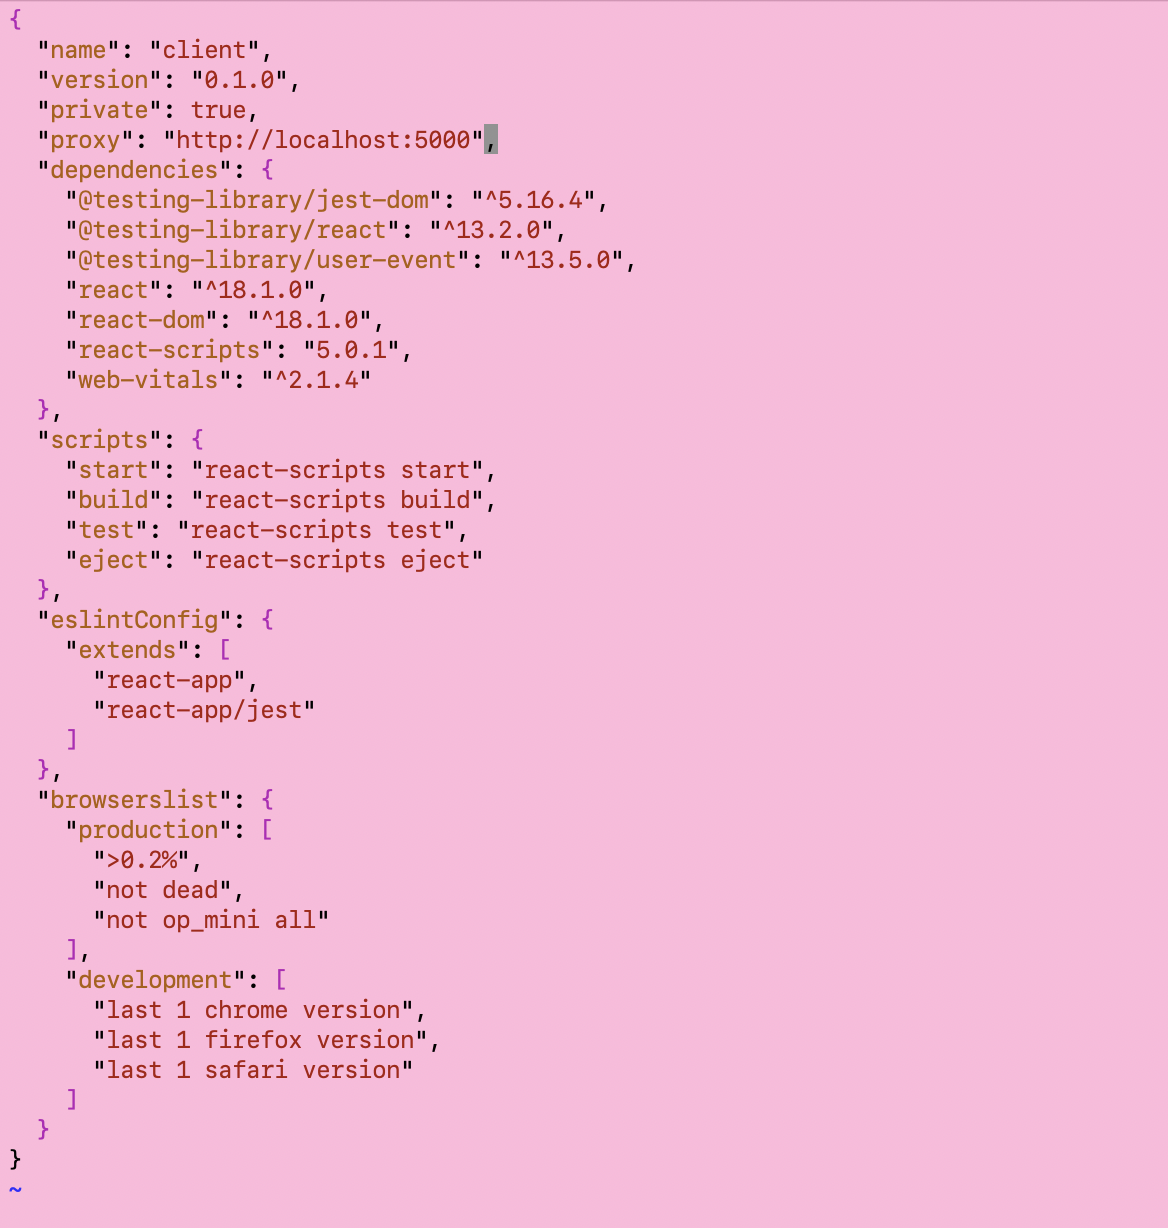 {
  "name": "client",
  "version": "0.1.0",
  "private": true,
  "proxy": "http://localhost:5000",
  "dependencies": {
    "@testing-library/jest-dom": "^5.16.4",
    "@testing-library/react": "^13.2.0",
    "@testing-library/user-event": "^13.5.0",
    "react": "^18.1.0",
    "react-dom": "^18.1.0",
    "react-scripts": "5.0.1",
    "web-vitals": "^2.1.4"
  },
  "scripts": {
    "start": "react-scripts start",
    "build": "react-scripts build",
    "test": "react-scripts test",
    "eject": "react-scripts eject"
  },
  "eslintConfig": {
    "extends": [
      "react-app",
      "react-app/jest"
    ]
  },
  "browserslist": {
    "production": [
      ">0.2%",
      "not dead",
      "not op_mini all"
    ],
    "development": [
      "last 1 chrome version",
      "last 1 firefox version",
      "last 1 safari version"
    ]
  }
}
~